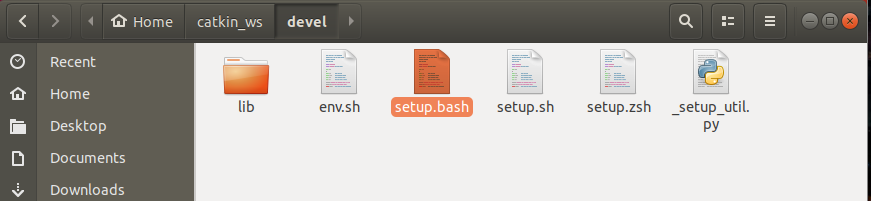 Home catkin_ws devel
Recent
Home
Desktop
Documents
Downloads
lib env.sh setup.bash setup.sh setup.zsh _setup_util.
py